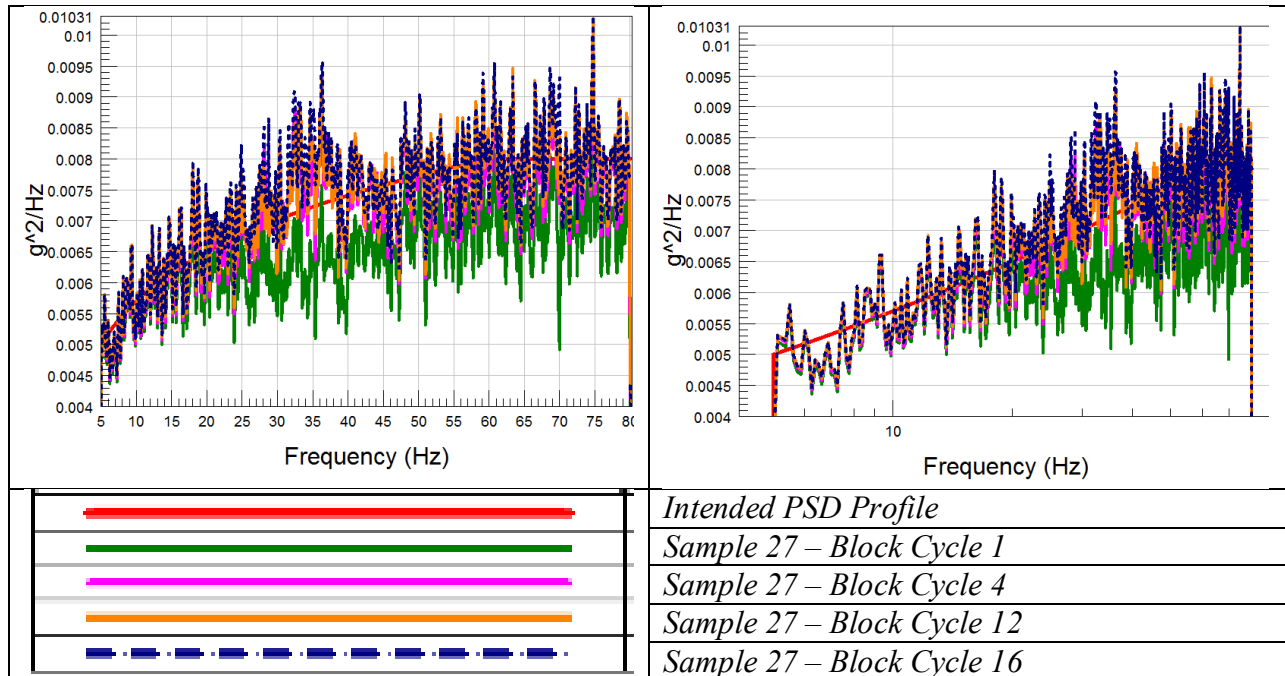 0.01031
0.01
0.0095
0.009
0.0085
0.008
0.0075
0.007
0.0065
0.006
0.0055
0.005
0.0045
0.004
g^2/Hz
5 10 15 20 25 30 35 40 45 50 55 60 65 70 75 80
Frequency (Hz)
0.01031
0.01
0.0095
0.009
0.0085
0.008
0.0075
0.007
0.0065
0.006
0.0055
0.005
0.0045
0.004
g^2/Hz
10
Frequency (Hz)
Intended PSD Profile
Sample 27 – Block Cycle 1
Sample 27 – Block Cycle 4
Sample 27 – Block Cycle 12
Sample 27 – Block Cycle 16